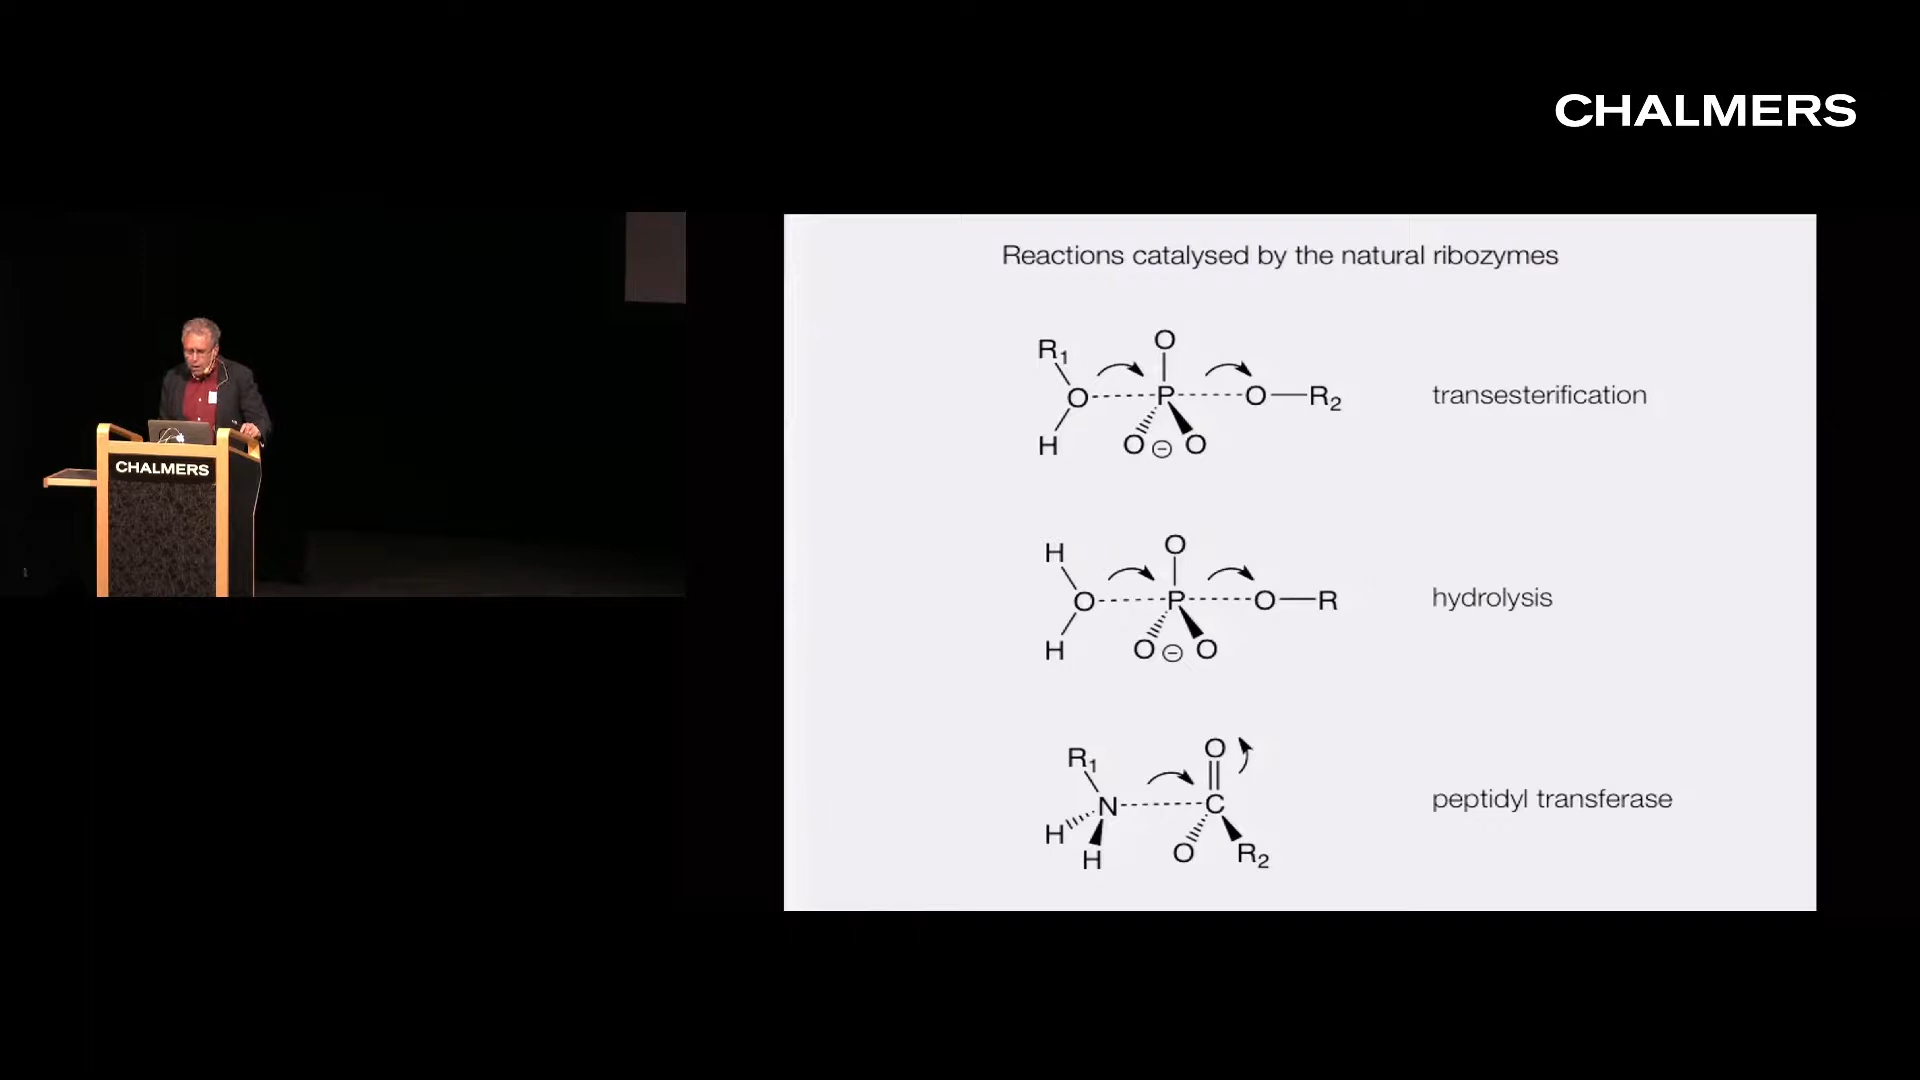 CHALMERS
CHALMERS
Reactions catalysed by the natural ribozymes
O
R1
O P O R2
H O ⊖ O
transesterification
O
H
O P O R
H O ⊖ O
hydrolysis
O
R1
N C
H
H O R2
peptidyl transferase